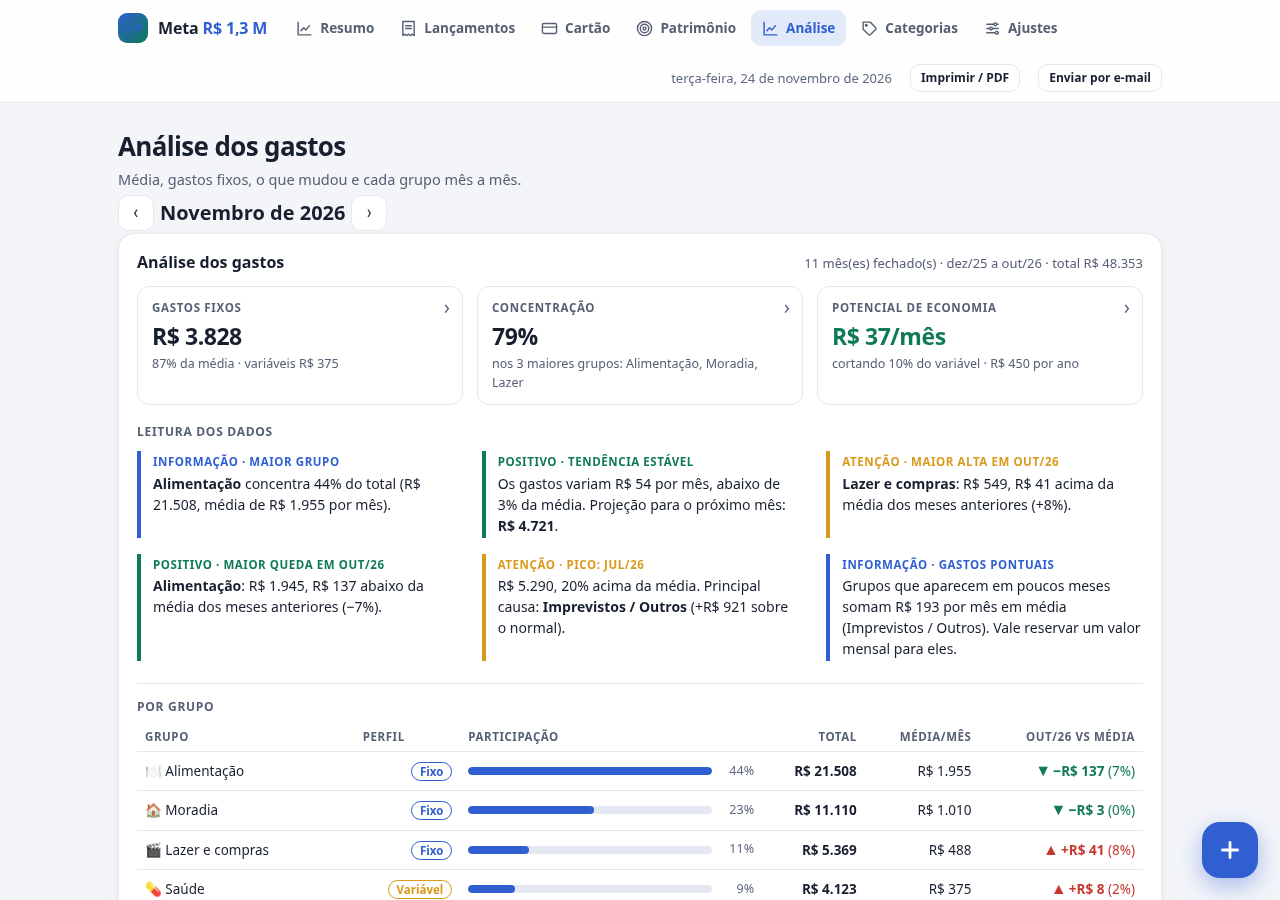 Meta R$ 1,3 M
Resumo
Lançamentos
Cartão
Patrimônio
Análise
Categorias
Ajustes
terça-feira, 24 de novembro de 2026
Imprimir / PDF
Enviar por e-mail
Análise dos gastos
Média, gastos fixos, o que mudou e cada grupo mês a mês.
‹ Novembro de 2026 ›
Análise dos gastos
11 mês(es) fechado(s) · dez/25 a out/26 · total R$ 48.353
GASTOS FIXOS ›
R$ 3.828
87% da média · variáveis R$ 375
CONCENTRAÇÃO ›
79%
nos 3 maiores grupos: Alimentação, Moradia,
Lazer
POTENCIAL DE ECONOMIA ›
R$ 37/mês
cortando 10% do variável · R$ 450 por ano
LEITURA DOS DADOS
INFORMAÇÃO · MAIOR GRUPO
Alimentação concentra 44% do total (R$
21.508, média de R$ 1.955 por mês).
POSITIVO · TENDÊNCIA ESTÁVEL
Os gastos variam R$ 54 por mês, abaixo de
3% da média. Projeção para o próximo mês:
R$ 4.721.
ATENÇÃO · MAIOR ALTA EM OUT/26
Lazer e compras: R$ 549, R$ 41 acima da
média dos meses anteriores (+8%).
POSITIVO · MAIOR QUEDA EM OUT/26
Alimentação: R$ 1.945, R$ 137 abaixo da
média dos meses anteriores (−7%).
ATENÇÃO · PICO: JUL/26
R$ 5.290, 20% acima da média. Principal
causa: Imprevistos / Outros (+R$ 921 sobre
o normal).
INFORMAÇÃO · GASTOS PONTUAIS
Grupos que aparecem em poucos meses
somam R$ 193 por mês em média
(Imprevistos / Outros). Vale reservar um valor
mensal para eles.
POR GRUPO
GRUPO PERFIL PARTICIPAÇÃO TOTAL MÉDIA/MÊS OUT/26 VS MÉDIA
Alimentação Fixo 44% R$ 21.508 R$ 1.955 ▼ −R$ 137 (7%)
Moradia Fixo 23% R$ 11.110 R$ 1.010 ▼ −R$ 3 (0%)
Lazer e compras Fixo 11% R$ 5.369 R$ 488 ▲ +R$ 41 (8%)
Saúde Variável 9% R$ 4.123 R$ 375 ▲ +R$ 8 (2%)